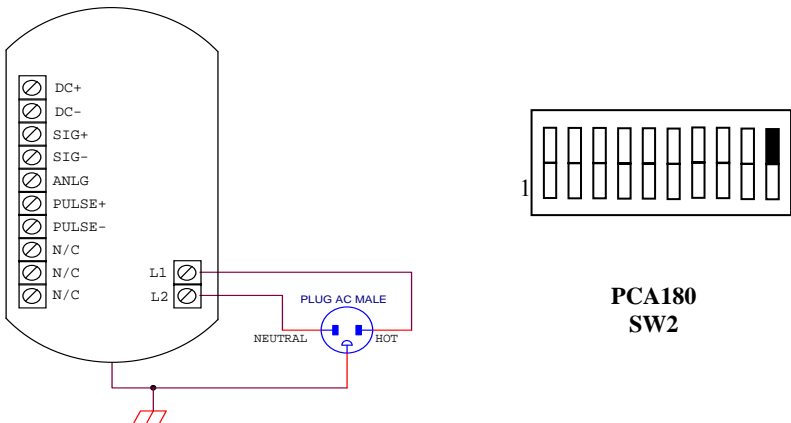 DC+
DC-
SIG+
SIG-
ANLG
PULSE+
PULSE-
N/C
N/C
N/C
L1
L2
PLUG AC MALE
NEUTRAL
HOT
1
PCA180
SW2